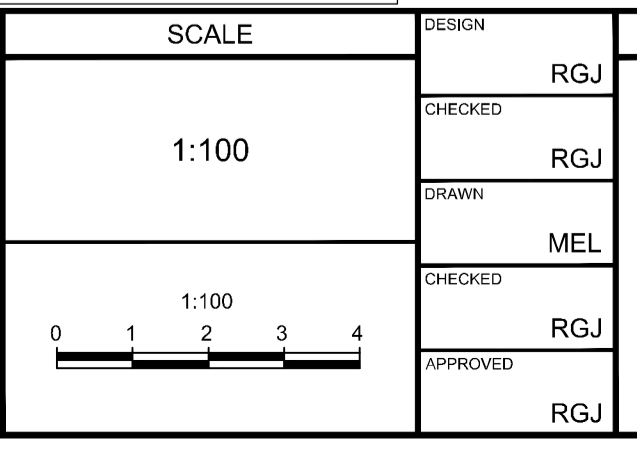 SCALE
1:100
1:100
0 1 2 3 4
DESIGN
RGJ
CHECKED
RGJ
DRAWN
MEL
CHECKED
RGJ
APPROVED
RGJ